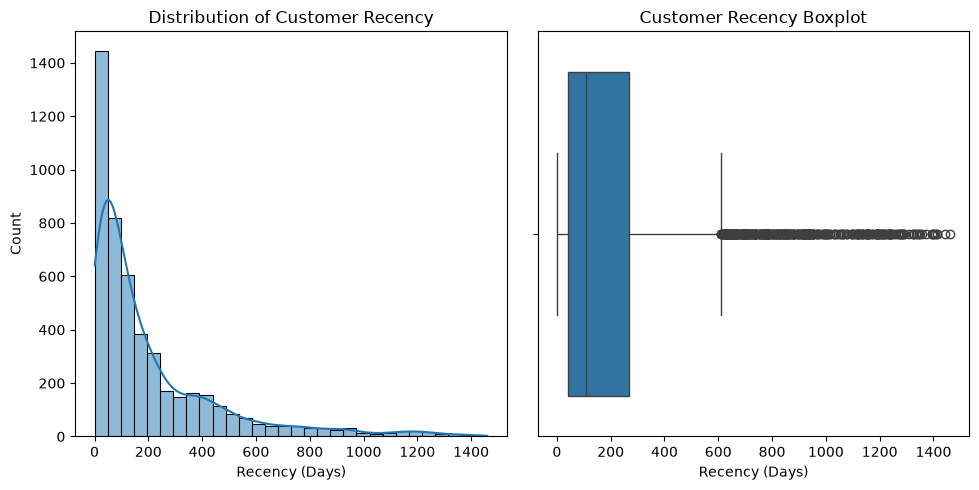 Distribution of Customer Recency
1400
1200
1000
800
600
400
200
0
Count
0 200 400 600 800 1000 1200 1400
Recency (Days)
Customer Recency Boxplot
0 200 400 600 800 1000 1200 1400
Recency (Days)